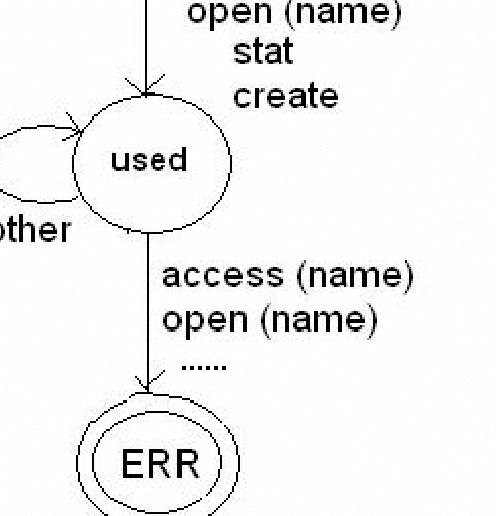 open (name)
stat
create
used
other
access (name)
open (name)
......
ERR